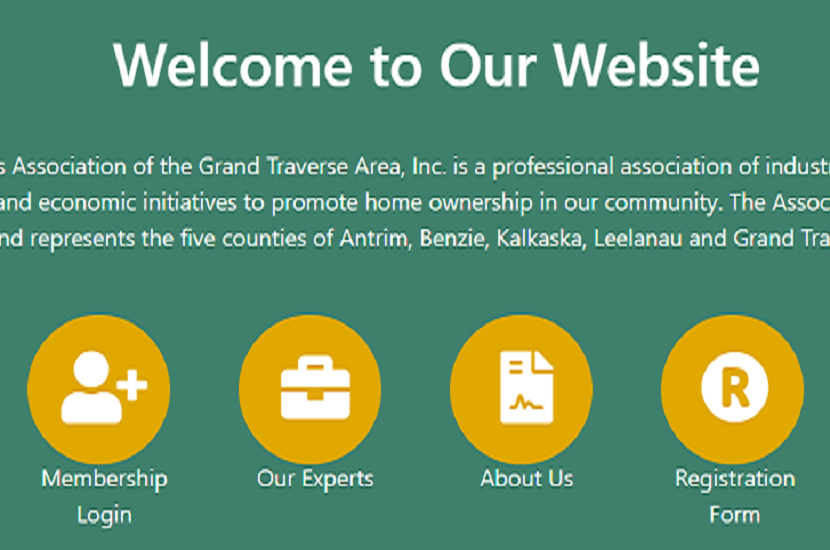 Welcome to Our Website
s Association of the Grand Traverse Area, Inc. is a professional association of industr
and economic initiatives to promote home ownership in our community. The Assoc
nd represents the five counties of Antrim, Benzie, Kalkaska, Leelanau and Grand Tra
R
Membership Our Experts About Us Registration
Login Form